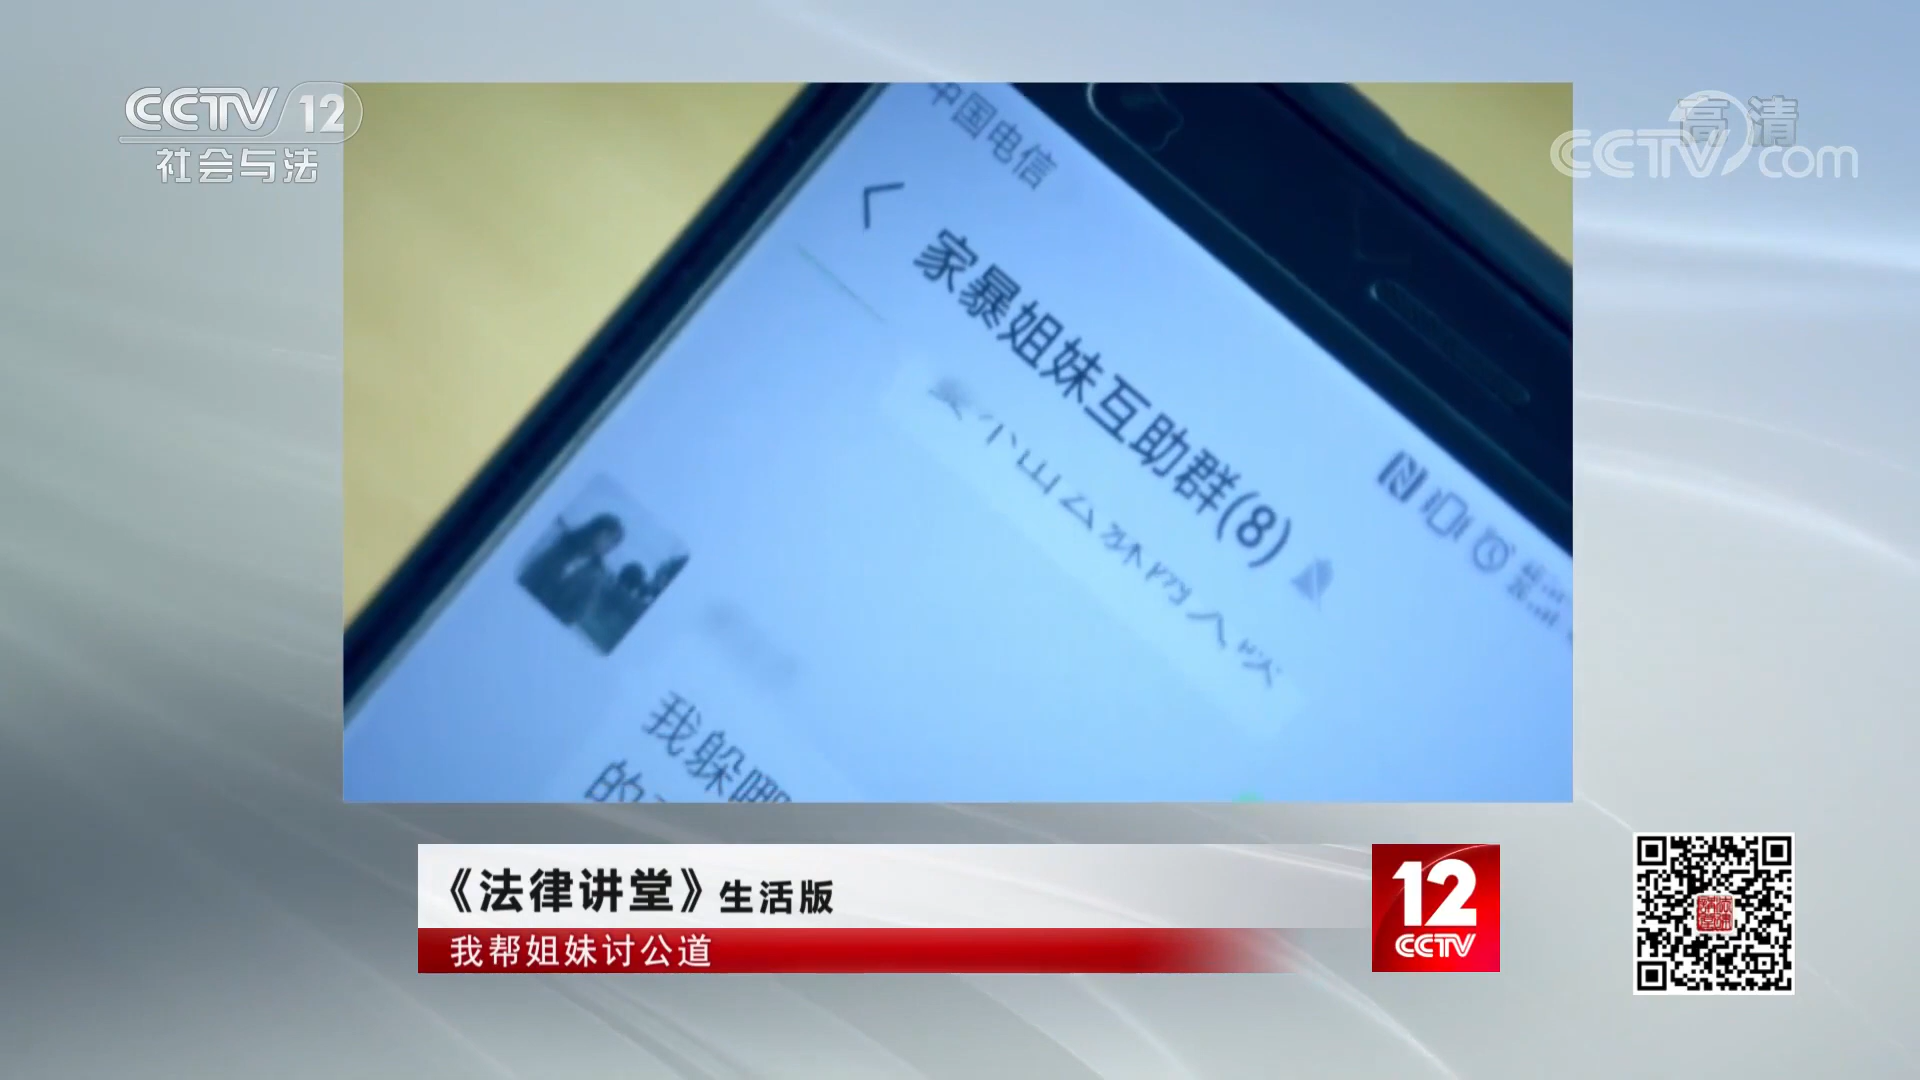 CCTV 12
社会与法
高清
CCTV com
中国电信
家暴姐妹互助群(8)
我躲哪
的
《法律讲堂》生活版
我帮姐妹讨公道
12
CCTV